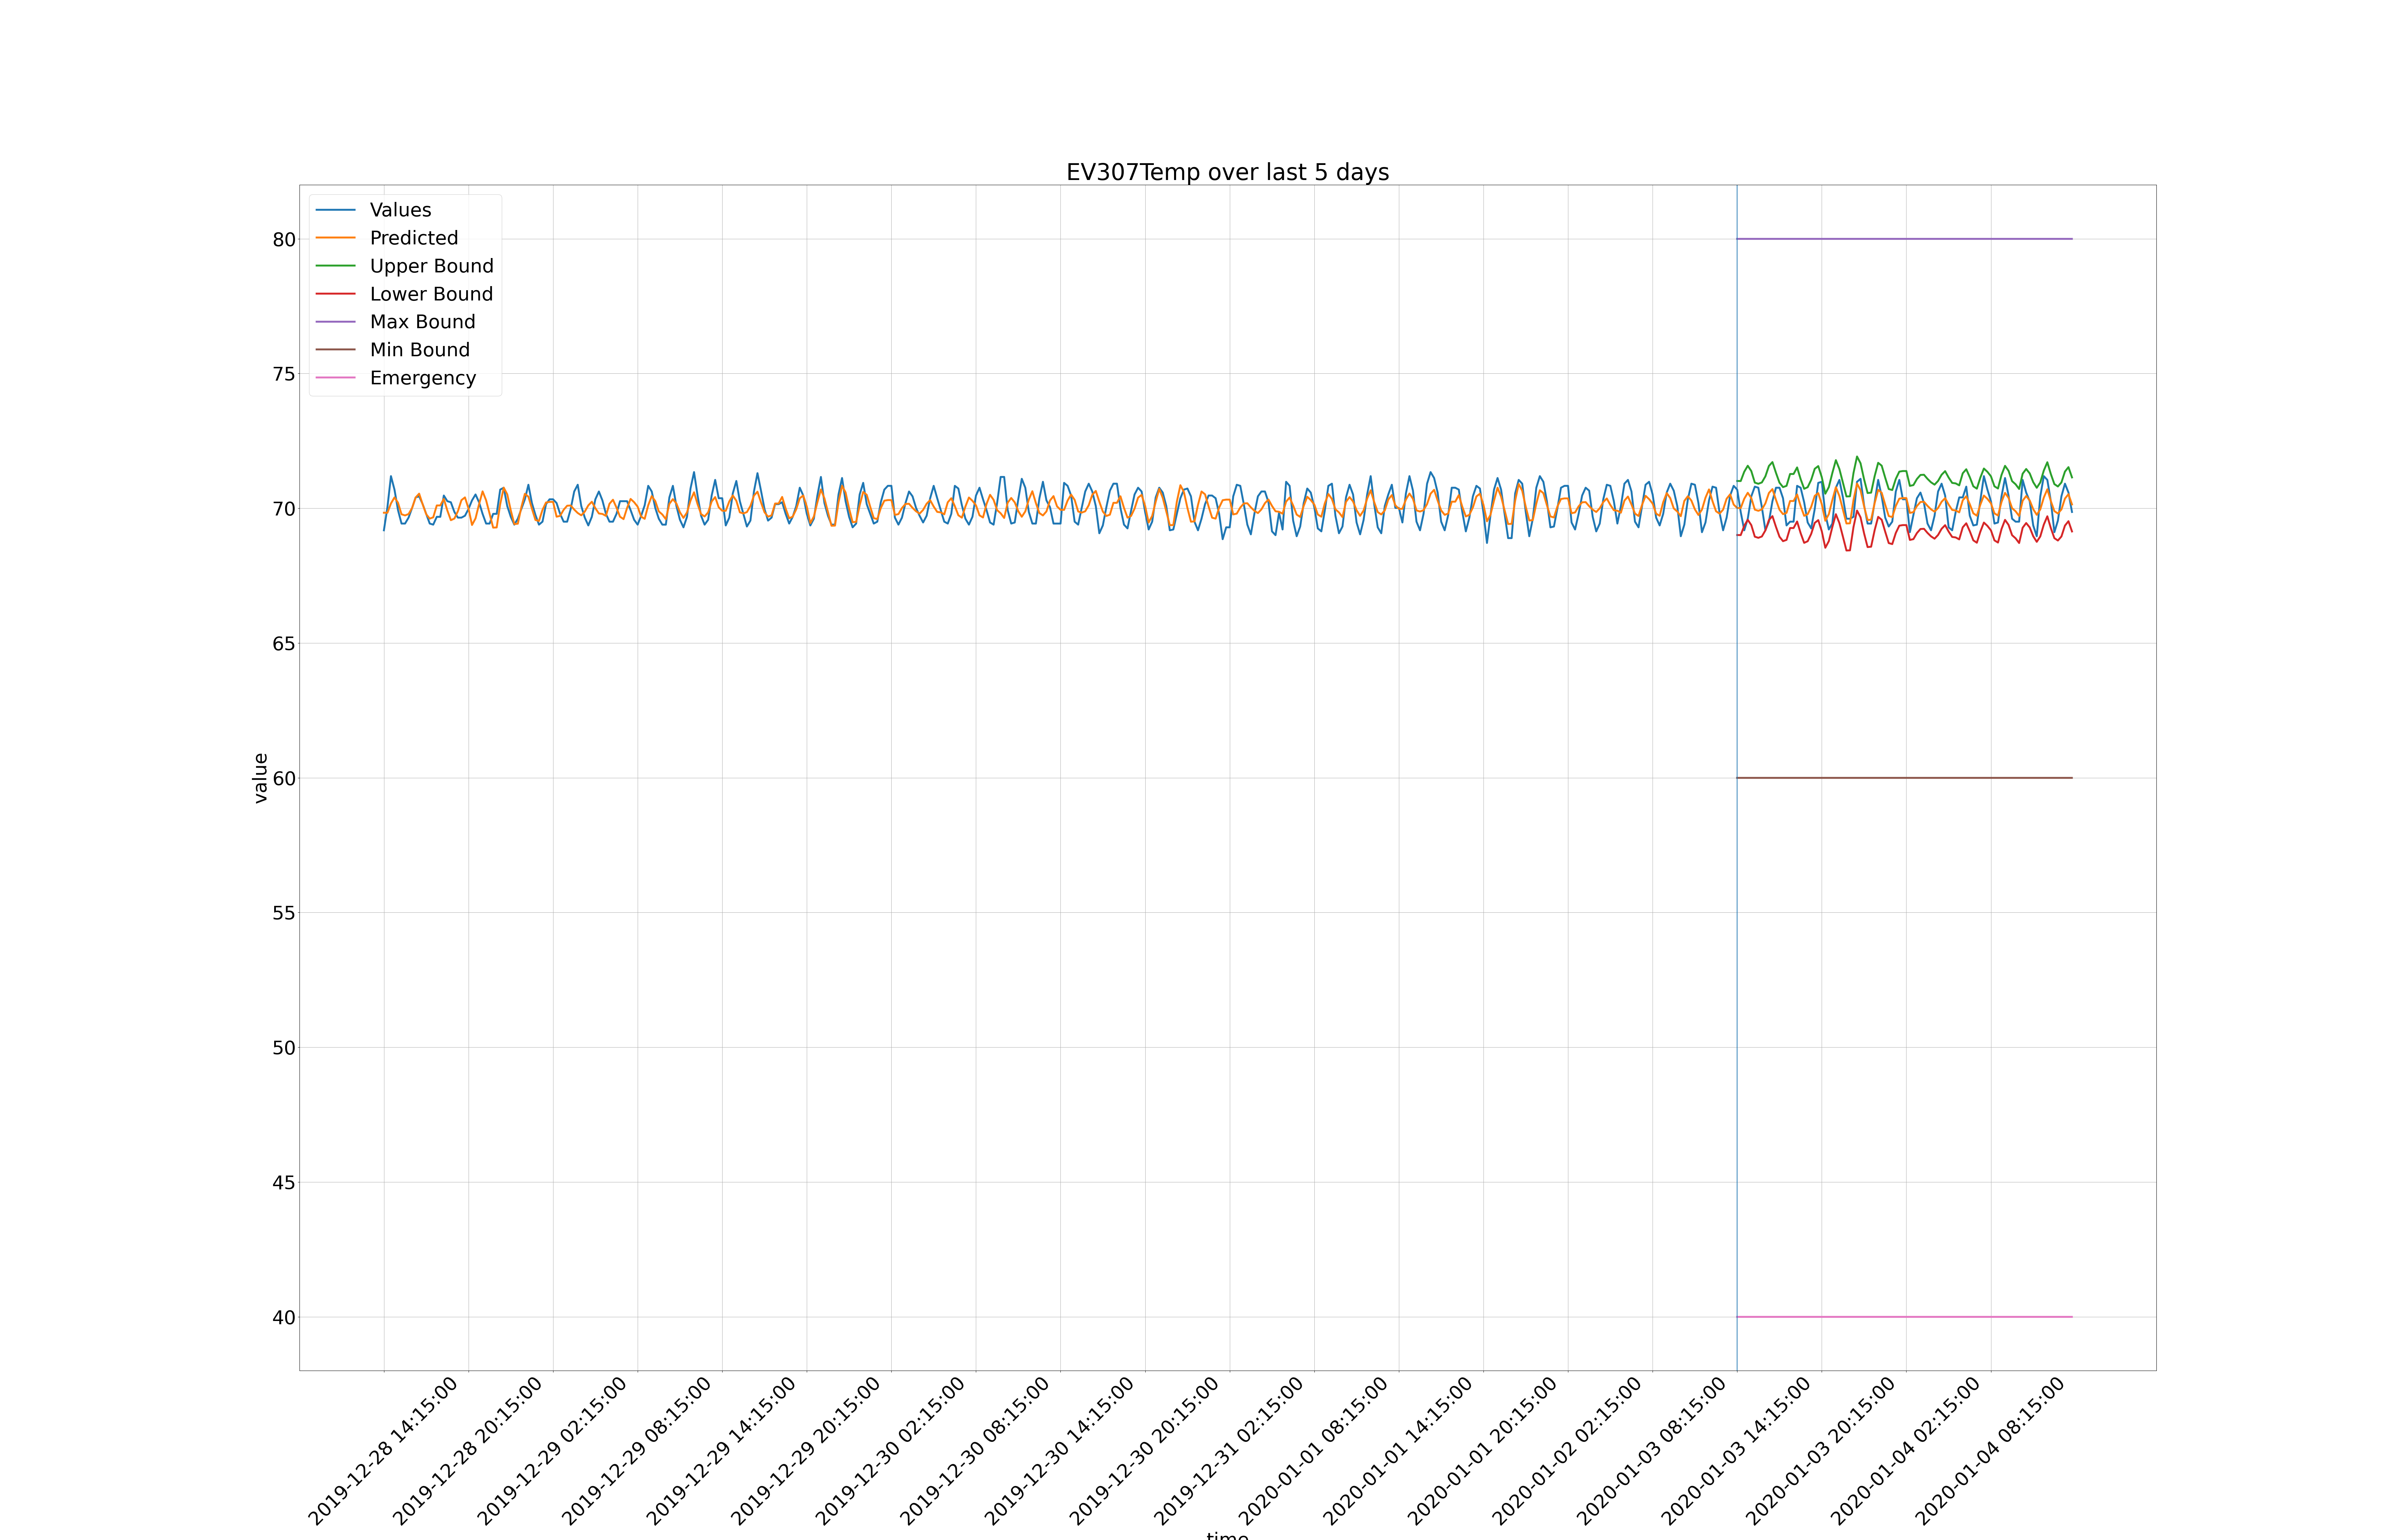 EV307Temp over last 5 days
Values
Predicted
Upper Bound
Lower Bound
Max Bound
Min Bound
Emergency
80
75
70
65
60
55
50
45
40
value
2019-12-28 14:15:00
2019-12-28 20:15:00
2019-12-29 02:15:00
2019-12-29 08:15:00
2019-12-29 14:15:00
2019-12-29 20:15:00
2019-12-30 02:15:00
2019-12-30 08:15:00
2019-12-30 14:15:00
2019-12-30 20:15:00
2019-12-31 02:15:00
2020-01-01 08:15:00
2020-01-01 14:15:00
2020-01-01 20:15:00
2020-01-02 02:15:00
2020-01-03 08:15:00
2020-01-03 14:15:00
2020-01-03 20:15:00
2020-01-04 02:15:00
2020-01-04 08:15:00
time